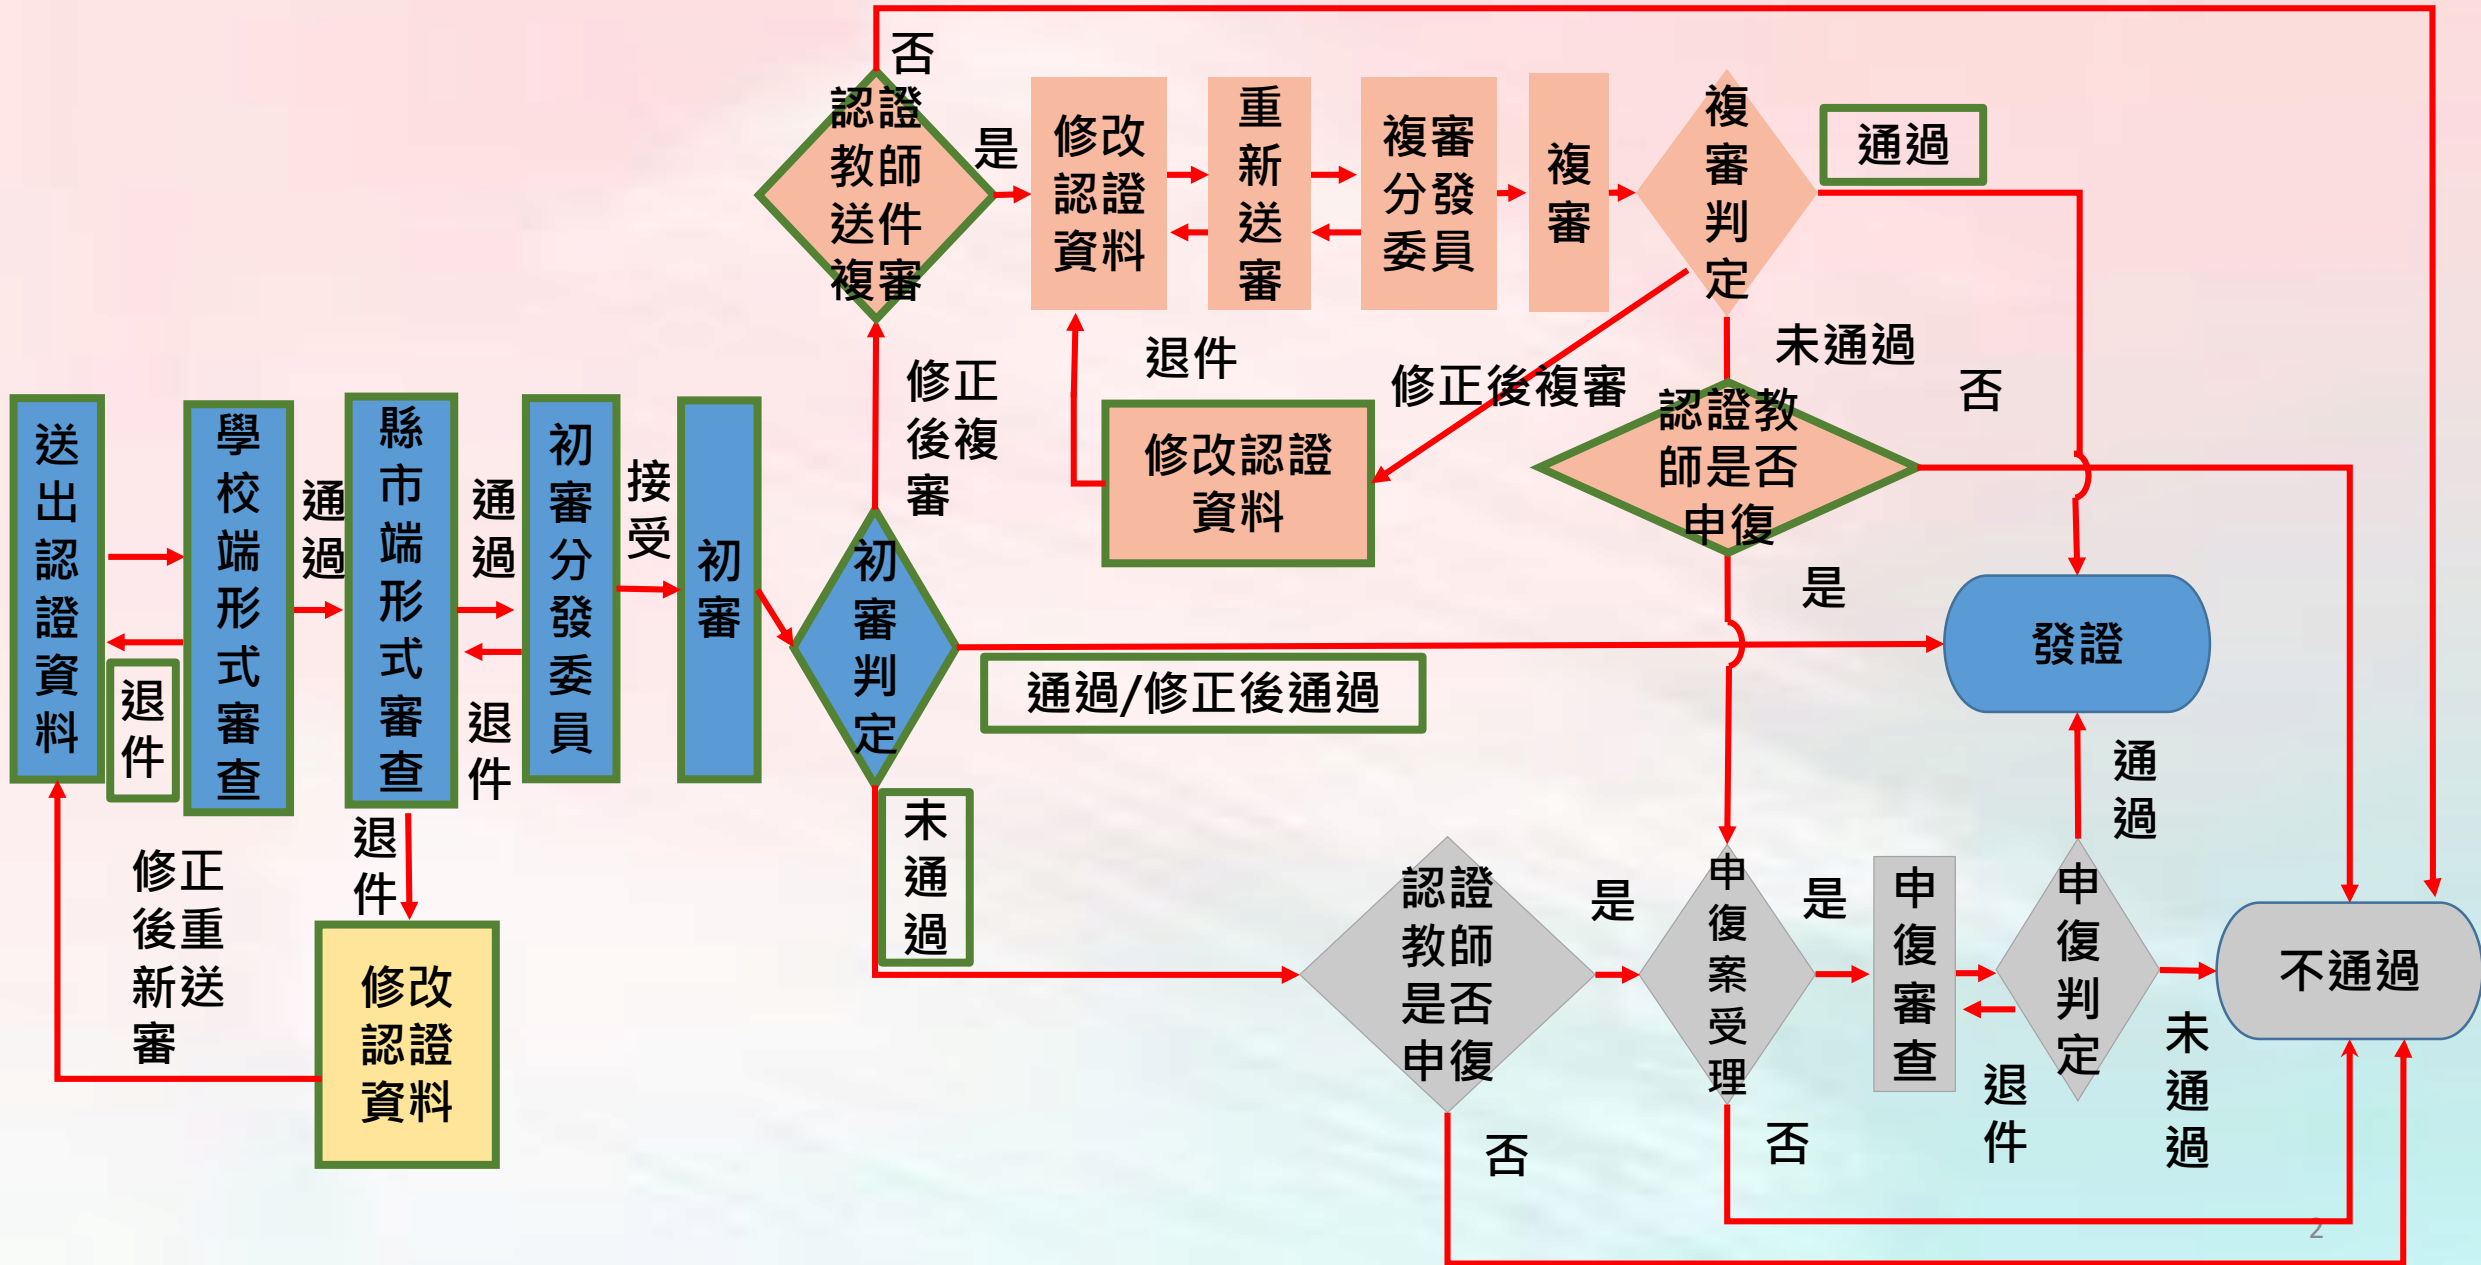 否
認證
教師
送件
複審
是
修改
認證
資料
重
新
送
審
複審
分發
委員
複
審
複
審
判
定
通過
退件
修正後複審
未通過
否
修改認證
資料
認證教
師是否
申復
是
送
出
認
證
資
料
退
件
學
校
端
形
式
審
查
通
過
縣
市
端
形
式
審
查
通
過
退
件
初
審
分
發
委
員
接
受
初
審
初
審
判
定
修正
後複
審
通過/修正後通過
發證
未
通
過
退
件
修正
後重
新送
審
修改
認證
資料
認證
教師
是否
申復
是
否
申
復
案
受
理
是
否
申
復
審
查
申
復
判
定
通
過
退
件
未
通
過
不通過
2